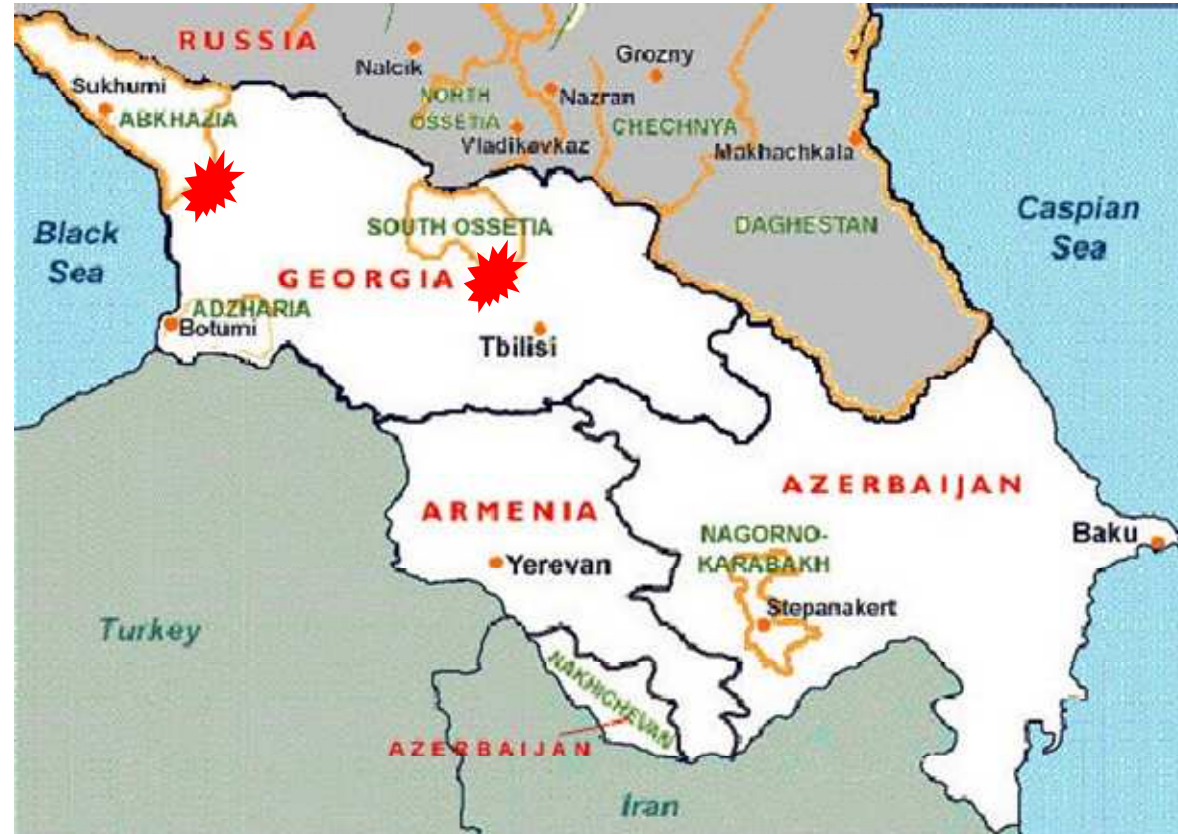 RUSSIA
Nalcik
Grozny
Sukhumi
NORTH
OSSETIA
Nazran
ABKHAZIA
CHECHNYA
Vladikovkaz
Makhachkala
Black
Sea
SOUTH OSSETIA
DAGHESTAN
Caspian
Sea
GEORGIA
ADZHARIA
Botumi
Tbilisi
AZERBAIJAN
ARMENIA
NAGORNO-
KARABAKH
Baku
Yerevan
Stepanakert
Turkey
NAKHICHEVAN
AZERBAIJAN
Iran